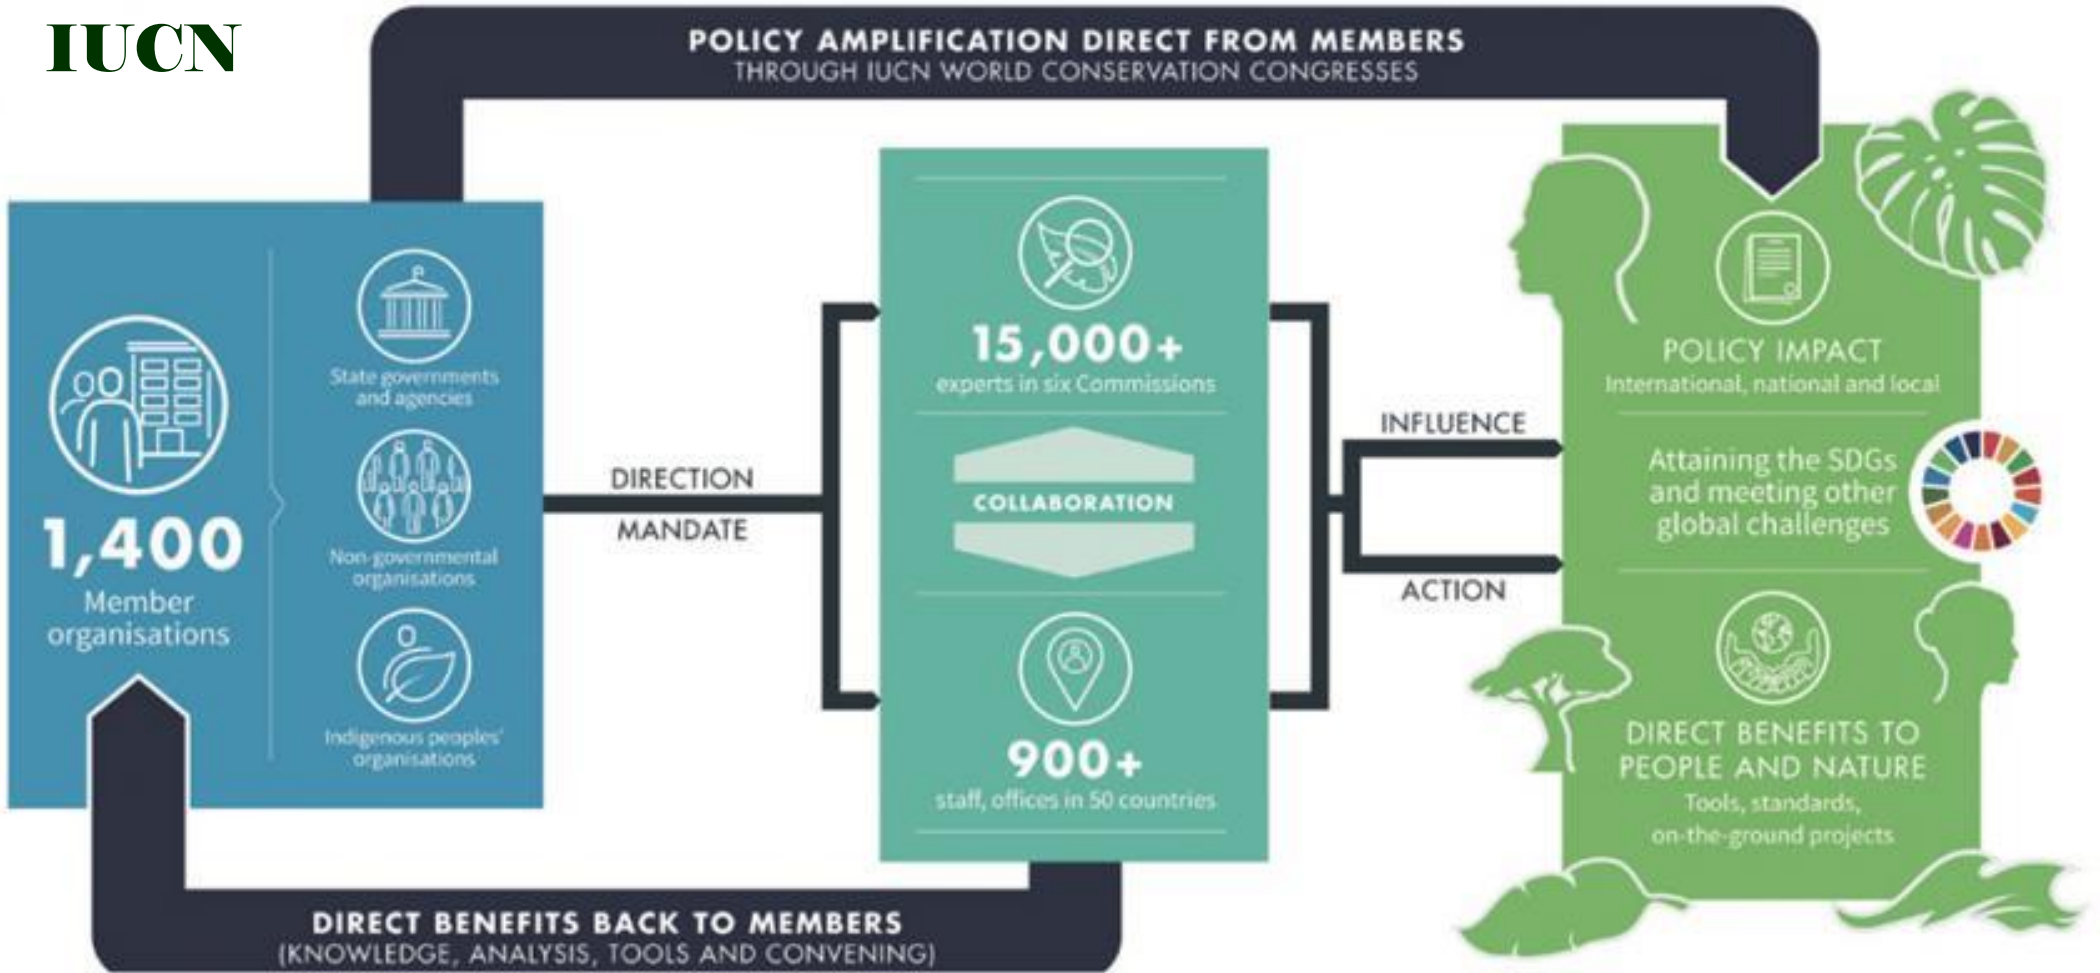 IUCN
POLICY AMPLIFICATION DIRECT FROM MEMBERS
THROUGH IUCN WORLD CONSERVATION CONGRESSES
1,400
Member
organisations
State governments
and agencies
Non-governmental
organisations
Indigenous peoples'
organisations
DIRECTION
MANDATE
15,000+
experts in six Commissions
COLLABORATION
900+
staff, offices in 50 countries
INFLUENCE
ACTION
POLICY IMPACT
International, national and local
Attaining the SDGs
and meeting other
global challenges
DIRECT BENEFITS TO
PEOPLE AND NATURE
Tools, standards,
on-the-ground projects
DIRECT BENEFITS BACK TO MEMBERS
(KNOWLEDGE, ANALYSIS, TOOLS AND CONVENING)